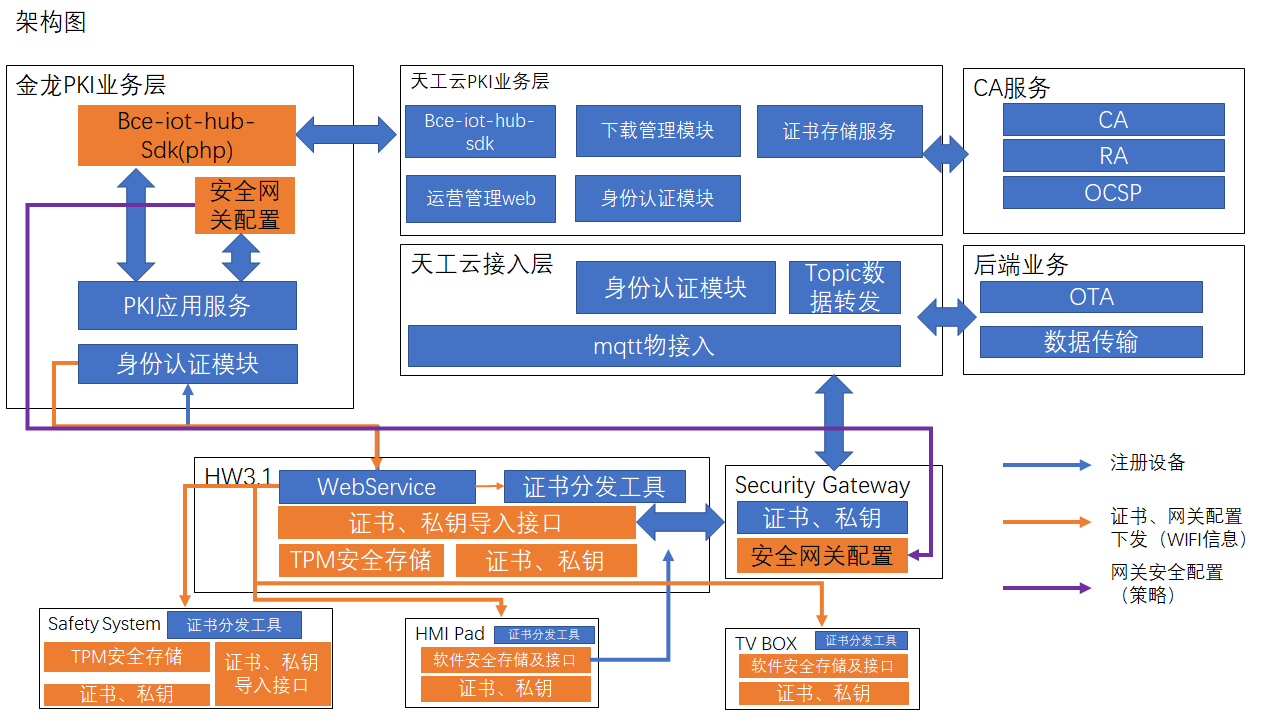 架构图
金龙PKI业务层
Bce-iot-hub-
Sdk(php)
安全网
关配置
PKI应用服务
身份认证模块
天工云PKI业务层
Bce-iot-hub-
sdk
下载管理模块
证书存储服务
运营管理web
身份认证模块
CA服务
CA
RA
OCSP
天工云接入层
身份认证模块
Topic数
据转发
mqtt物接入
后端业务
OTA
数据传输
HW3.1
WebService
证书分发工具
证书、私钥导入接口
TPM安全存储
证书、私钥
Security Gateway
证书、私钥
安全网关配置
注册设备
证书、网关配置
下发（WIFI信息）
网关安全配置
（策略）
Safety System
证书分发工具
TPM安全存储
证书、私钥
证书、私钥
导入接口
HMI Pad
证书分发工具
软件安全存储及接口
证书、私钥
TV BOX
证书分发工具
软件安全存储及接口
证书、私钥